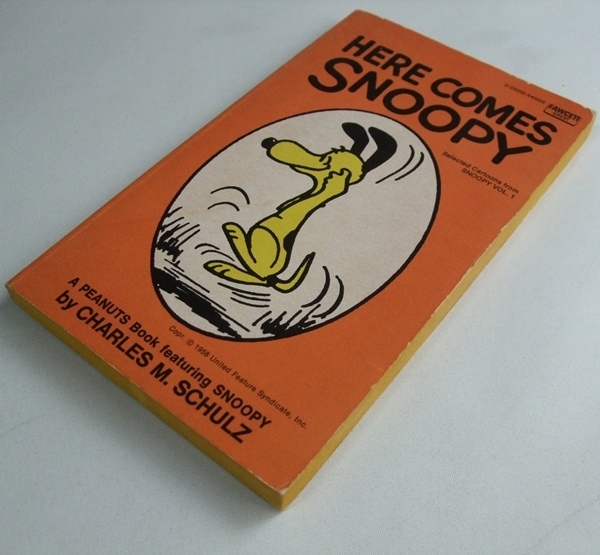 HERE COMES
SNOOPY
FAWCETT
CREST
Selected Cartoons from
SNOOPY VOL. 1
Copr. © 1958 United Feature Syndicate, Inc.
A PEANUTS Book featuring SNOOPY
by CHARLES M. SCHULZ